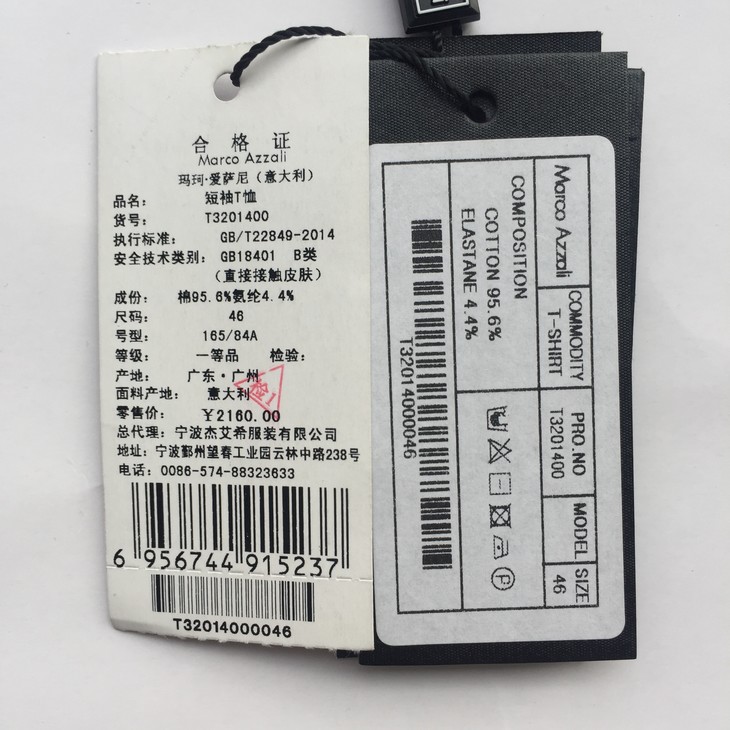 合格证
Marco Azzali
玛珂·爱萨尼（意大利）
品名： 短袖T恤
货号： T3201400
执行标准： GB/T22849-2014
安全技术类别： GB18401 B类
（直接接触皮肤）
成份： 棉95.6%氨纶4.4%
尺码： 46
号型： 165/84A
等级： 一等品 检验：
产地： 广东·广州
面料产地： 意大利
检1
零售价： ￥2160.00
总代理：宁波杰艾希服装有限公司
地址：宁波鄞州望春工业园云林中路238号
电话：0086-574-88323633
6 956744 915237
T32014000046
Marco Azzali
COMMODITY
T-SHIRT
PRO.NO
T3201400
MODEL
SIZE
46
COMPOSITION
COTTON 95.6%
ELASTANE 4.4%
P
T32014000046